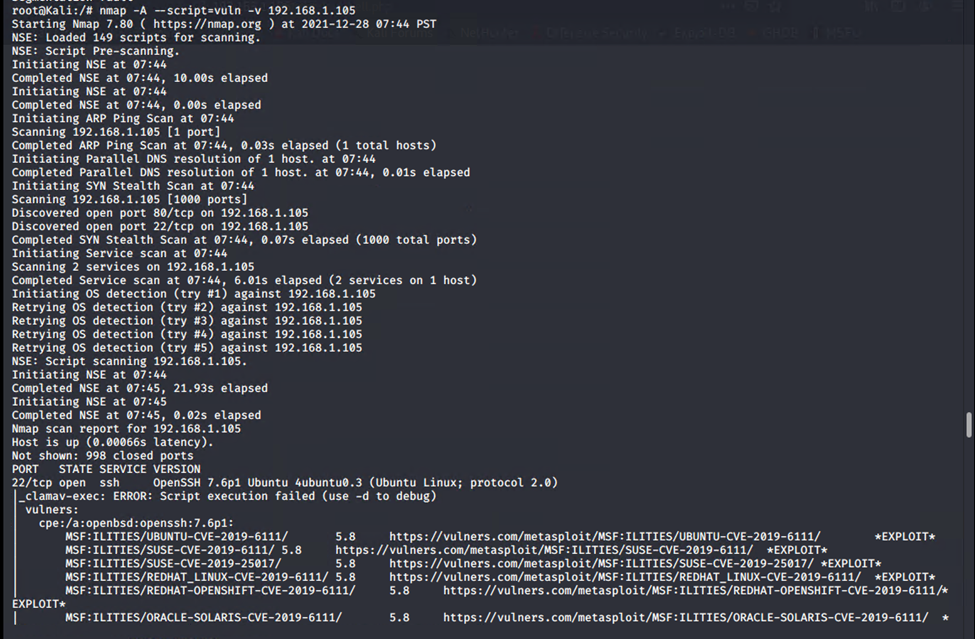 root@Kali:/# nmap -A --script=vuln -v 192.168.1.105
Starting Nmap 7.80 ( https://nmap.org ) at 2021-12-28 07:44 PST
NSE: Loaded 149 scripts for scanning.
NSE: Script Pre-scanning.
Initiating NSE at 07:44
Completed NSE at 07:44, 10.00s elapsed
Initiating NSE at 07:44
Completed NSE at 07:44, 0.00s elapsed
Initiating ARP Ping Scan at 07:44
Scanning 192.168.1.105 [1 port]
Completed ARP Ping Scan at 07:44, 0.03s elapsed (1 total hosts)
Initiating Parallel DNS resolution of 1 host. at 07:44
Completed Parallel DNS resolution of 1 host. at 07:44, 0.01s elapsed
Initiating SYN Stealth Scan at 07:44
Scanning 192.168.1.105 [1000 ports]
Discovered open port 80/tcp on 192.168.1.105
Discovered open port 22/tcp on 192.168.1.105
Completed SYN Stealth Scan at 07:44, 0.07s elapsed (1000 total ports)
Initiating Service scan at 07:44
Scanning 2 services on 192.168.1.105
Completed Service scan at 07:44, 6.01s elapsed (2 services on 1 host)
Initiating OS detection (try #1) against 192.168.1.105
Retrying OS detection (try #2) against 192.168.1.105
Retrying OS detection (try #3) against 192.168.1.105
Retrying OS detection (try #4) against 192.168.1.105
Retrying OS detection (try #5) against 192.168.1.105
NSE: Script scanning 192.168.1.105.
Initiating NSE at 07:44
Completed NSE at 07:45, 21.93s elapsed
Initiating NSE at 07:45
Completed NSE at 07:45, 0.02s elapsed
Nmap scan report for 192.168.1.105
Host is up (0.00066s latency).
Not shown: 998 closed ports
PORT   STATE SERVICE VERSION
22/tcp open  ssh     OpenSSH 7.6p1 Ubuntu 4ubuntu0.3 (Ubuntu Linux; protocol 2.0)
|_clamav-exec: ERROR: Script execution failed (use -d to debug)
| vulners:
|   cpe:/a:openbsd:openssh:7.6p1:
|       MSF:ILITIES/UBUNTU-CVE-2019-6111/       5.8     https://vulners.com/metasploit/MSF:ILITIES/UBUNTU-CVE-2019-6111/        *EXPLOIT*
|       MSF:ILITIES/SUSE-CVE-2019-6111/ 5.8     https://vulners.com/metasploit/MSF:ILITIES/SUSE-CVE-2019-6111/  *EXPLOIT*
|       MSF:ILITIES/SUSE-CVE-2019-25017/        5.8     https://vulners.com/metasploit/MSF:ILITIES/SUSE-CVE-2019-25017/ *EXPLOIT*
|       MSF:ILITIES/REDHAT_LINUX-CVE-2019-6111/ 5.8     https://vulners.com/metasploit/MSF:ILITIES/REDHAT_LINUX-CVE-2019-6111/  *EXPLOIT*
|       MSF:ILITIES/REDHAT-OPENSHIFT-CVE-2019-6111/     5.8     https://vulners.com/metasploit/MSF:ILITIES/REDHAT-OPENSHIFT-CVE-2019-6111/*
EXPLOIT*
|       MSF:ILITIES/ORACLE-SOLARIS-CVE-2019-6111/       5.8     https://vulners.com/metasploit/MSF:ILITIES/ORACLE-SOLARIS-CVE-2019-6111/  *